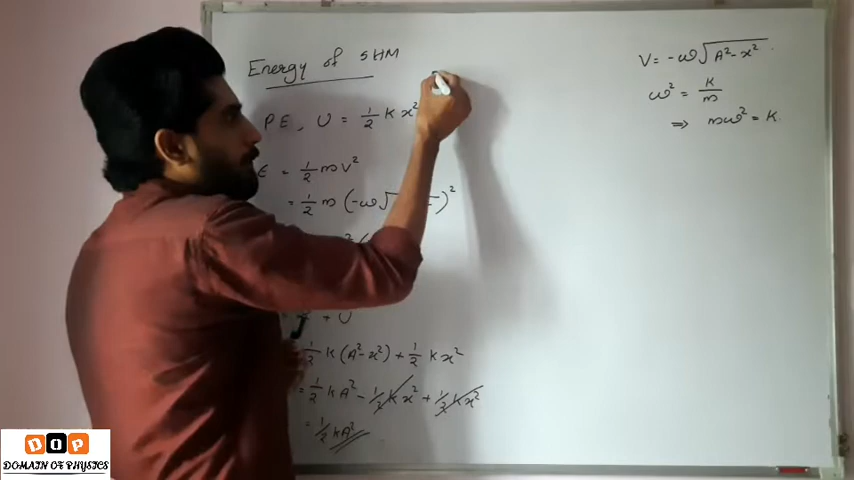 Energy of SHM
PE, U = 1/2 K x²
E = 1/2 m v²
= 1/2 m (-ω√
)²
+ U
1/2 K (A² - x²) + 1/2 K x²
= 1/2 K A² - 1/2 K x² + 1/2 K x²
= 1/2 K A²
V = -ω√A² - x²
ω² = K/m
⇒ mω² = K
DOP
DOMAIN OF PHYSICS